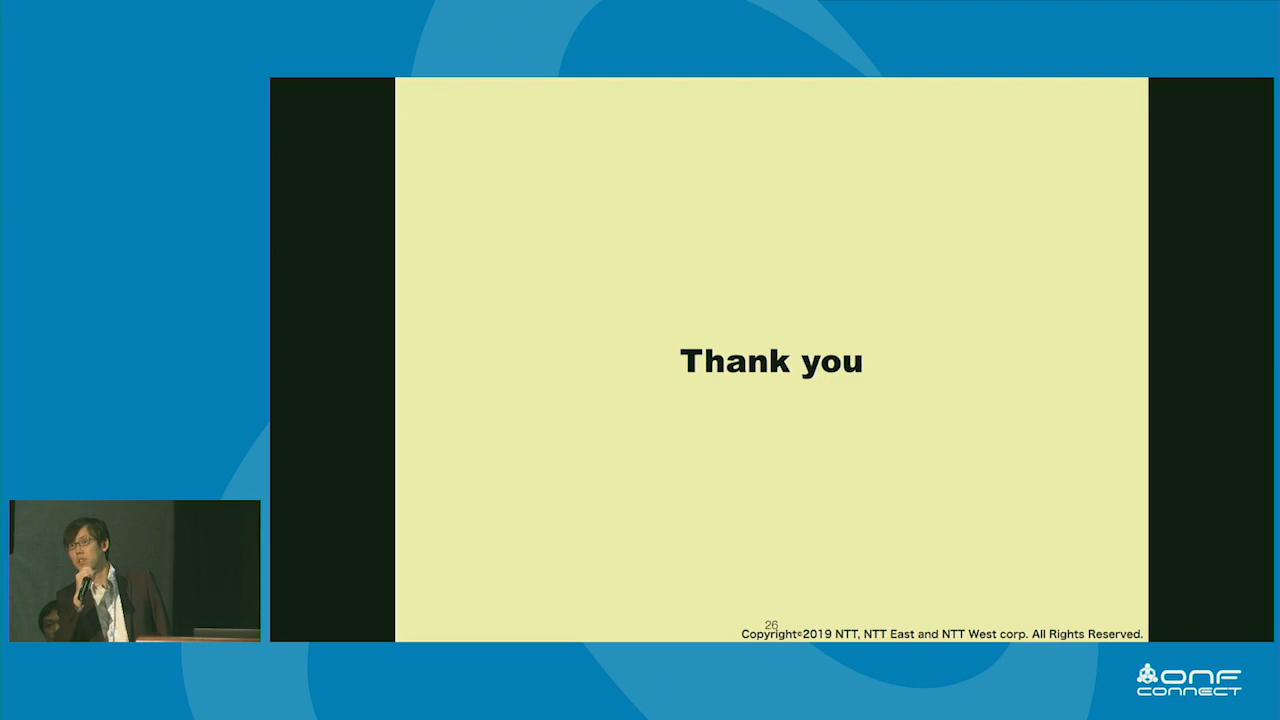 Thank you
26
Copyright©2019 NTT, NTT East and NTT West corp. All Rights Reserved.
ONF
CONNECT